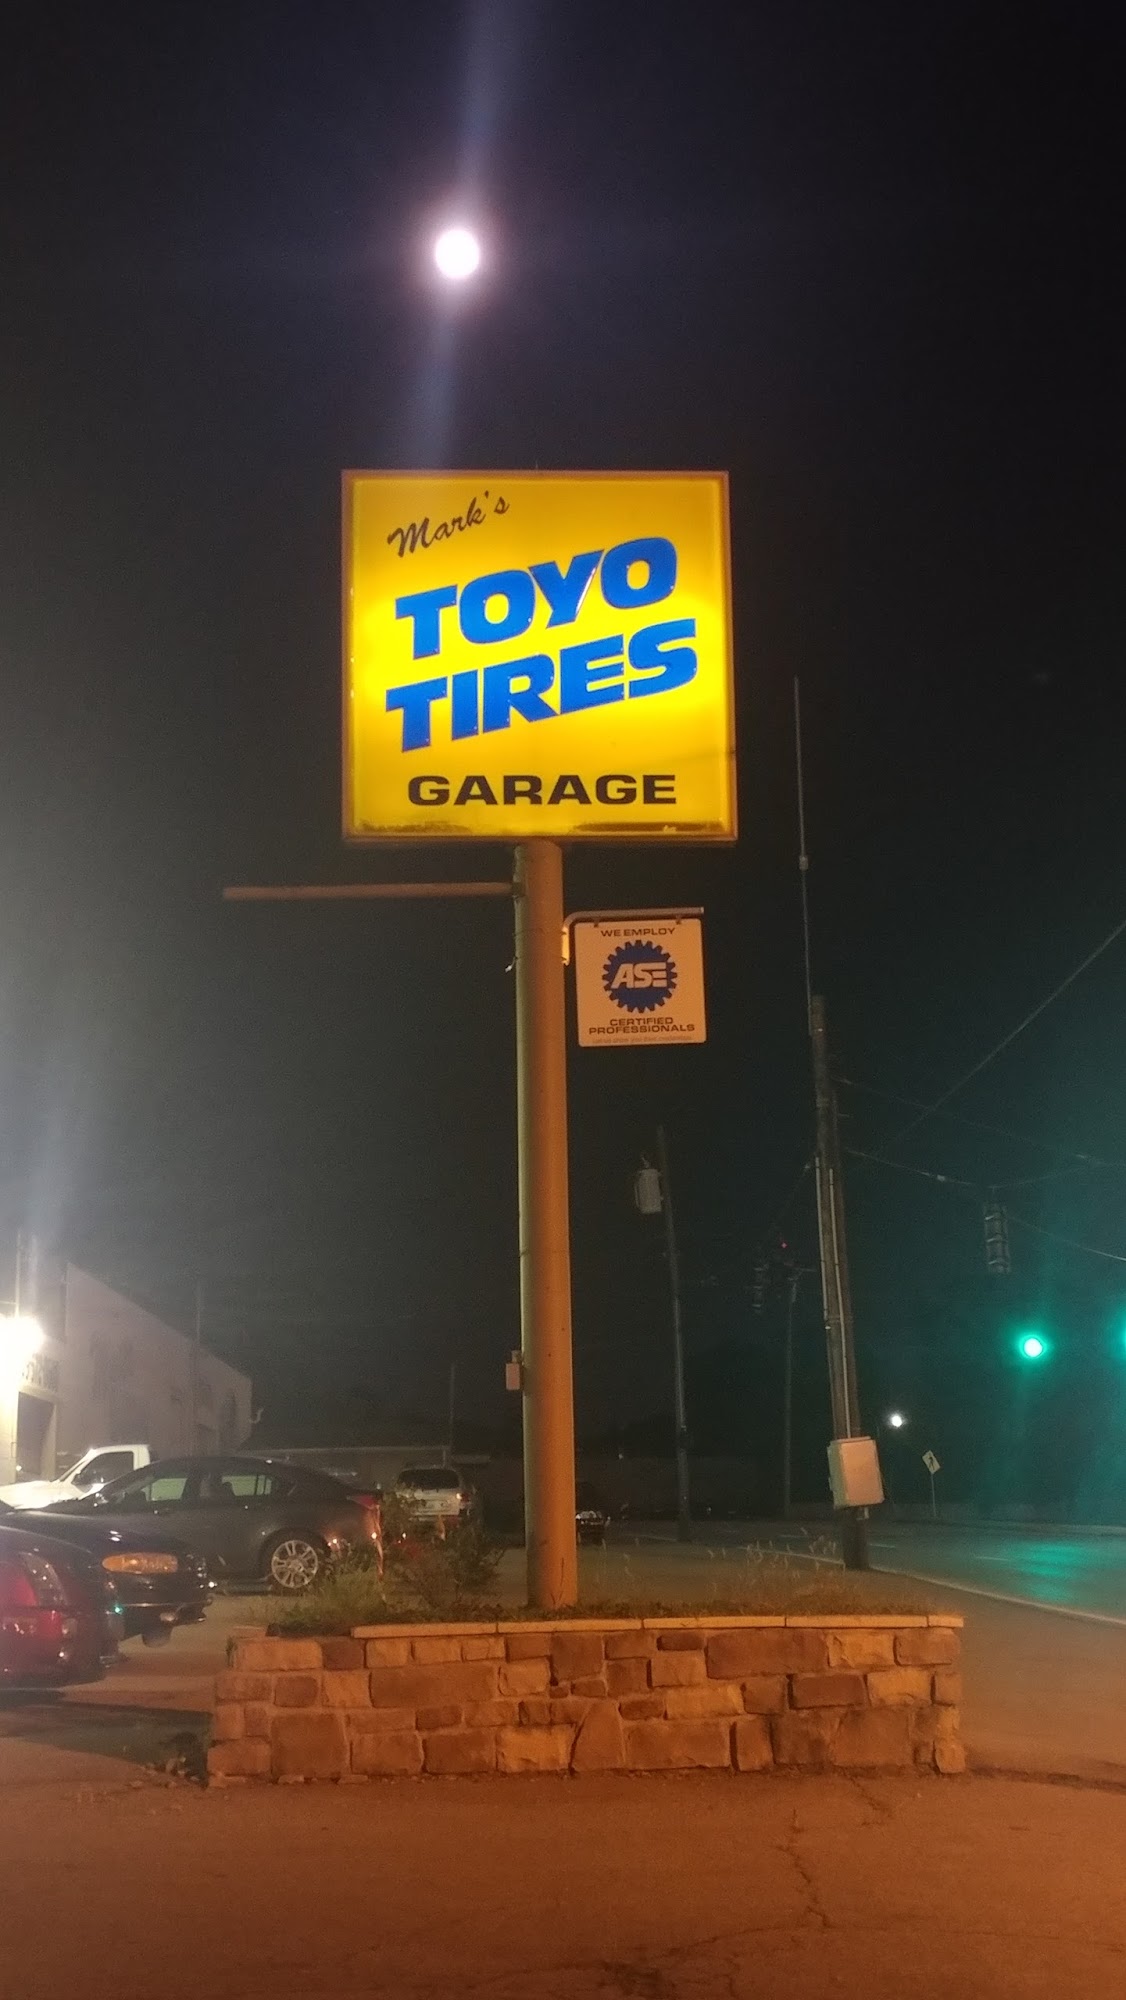 Mark's
TOYO
TIRES
GARAGE
WE EMPLOY
ASE
CERTIFIED
PROFESSIONALS